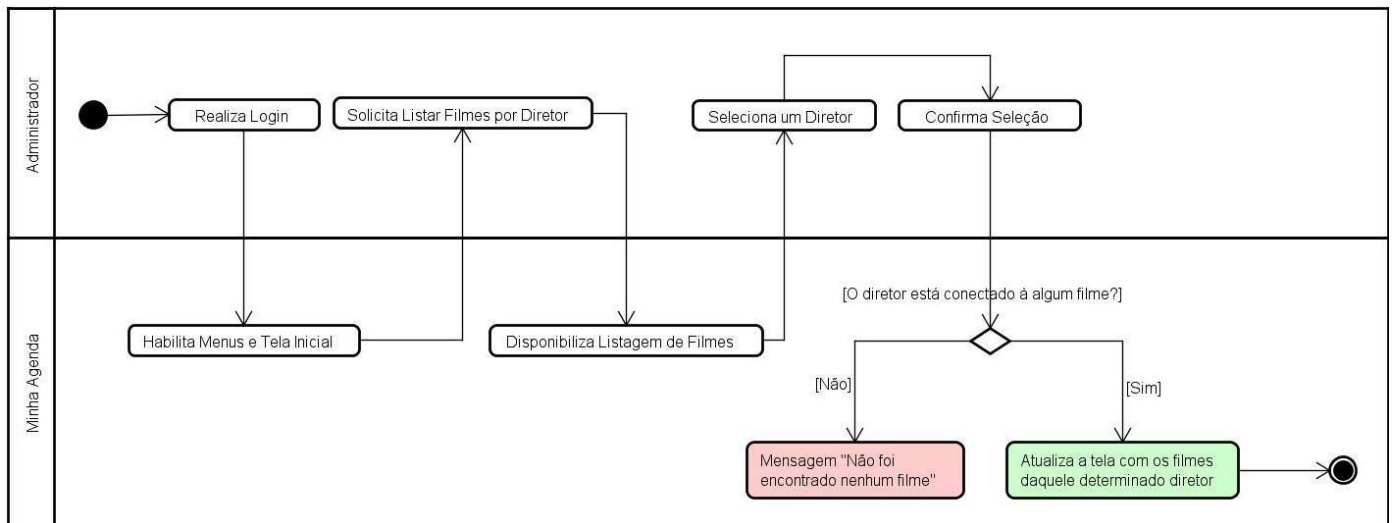 Administrador
Realiza Login
Solicita Listar Filmes por Diretor
Seleciona um Diretor
Confirma Seleção
Minha Agenda
Habilita Menus e Tela Inicial
Disponibiliza Listagem de Filmes
[O diretor está conectado à algum filme?]
[Não]
[Sim]
Mensagem "Não foi
encontrado nenhum filme"
Atualiza a tela com os filmes
daquele determinado diretor